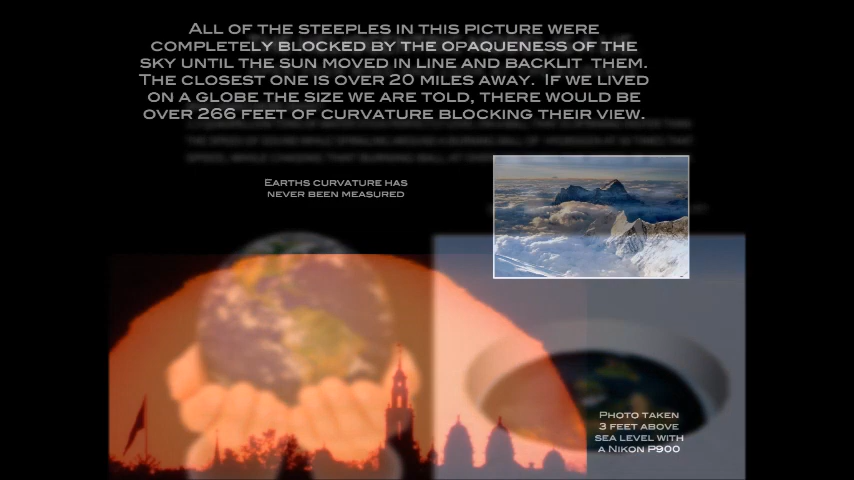 All of the steeples in this picture were
completely blocked by the opaqueness of the
sky until the sun moved in line and backlit them.
The closest one is over 20 miles away. If we lived
on a globe the size we are told, there would be
over 266 feet of curvature blocking their view.
Earths curvature has
never been measured
Photo taken
3 feet above
sea level with
a Nikon P900